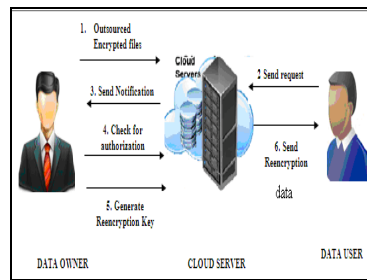 1. Outsourced
Encrypted files
Cloud
Servers
2 Send request
3. Send Notification
4. Check for
authorization
6. Send
Reencryption
data
5. Generate
Reencryption Key
DATA OWNER
CLOUD SERVER
DATA USER